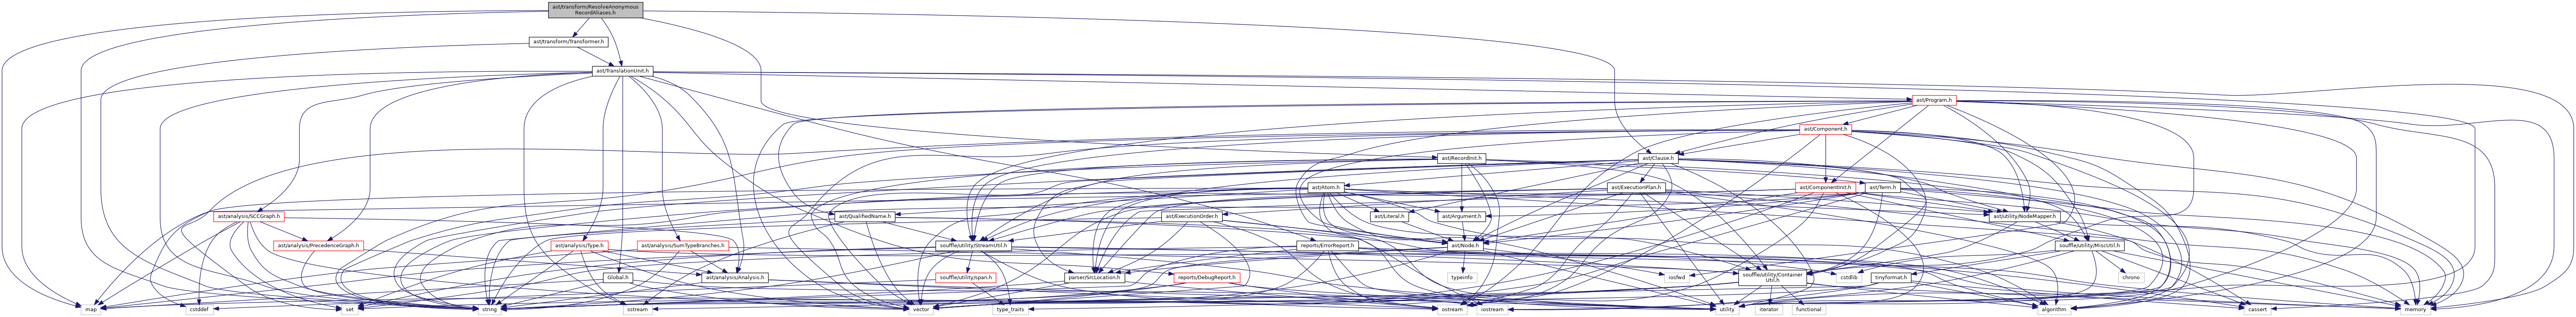 ast/transform/ResolveAnonymous
RecordAliases.h
ast/transform/Transformer.h
ast/TranslationUnit.h
ast/Program.h
ast/Component.h
ast/RecordInit.h
ast/Clause.h
ast/Atom.h
ast/ExecutionPlan.h
ast/ComponentInit.h
ast/Term.h
ast/analysis/SCCGraph.h
ast/QualifiedName.h
ast/ExecutionOrder.h
ast/Literal.h
ast/Argument.h
ast/utility/NodeMapper.h
ast/analysis/PrecedenceGraph.h
ast/analysis/Type.h
ast/analysis/SumTypeBranches.h
souffle/utility/StreamUtil.h
reports/ErrorReport.h
ast/Node.h
souffle/utility/MiscUtil.h
Global.h
ast/analysis/Analysis.h
souffle/utility/span.h
parser/SrcLocation.h
reports/DebugReport.h
typeinfo
iosfwd
souffle/utility/Container
Util.h
cstdlib
tinyformat.h
chrono
map
cstddef
set
string
sstream
vector
type_traits
ostream
iostream
utility
iterator
functional
algorithm
cassert
memory